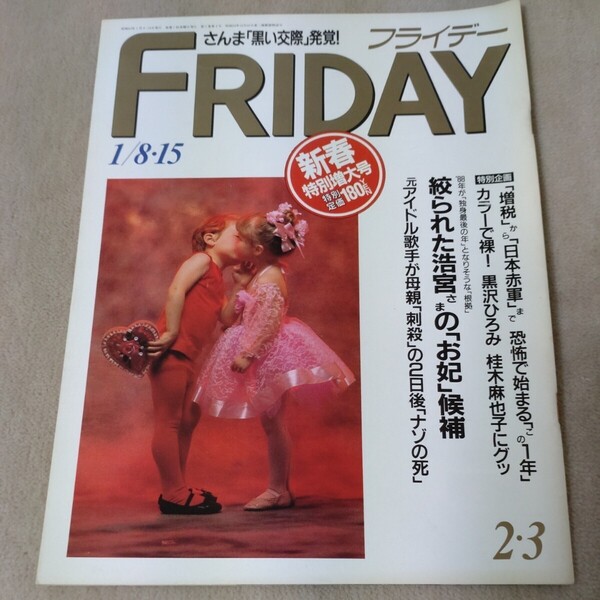 さんま「黒い交際」発覚!
フライデー
FRIDAY
1/8・15
新春
特別増大号
特別
定価180円
特別企画
「増税」から「日本赤軍」まで 恐怖で始まる「この1年」
カラーで裸! 黒沢ひろみ 桂木麻也子にグッ
'88年が、「独身最後の年」となりそうな「根拠」
絞られた浩宮さまの「お妃」候補
元アイドル歌手が母親「刺殺」の2日後「ナゾの死」
2・3